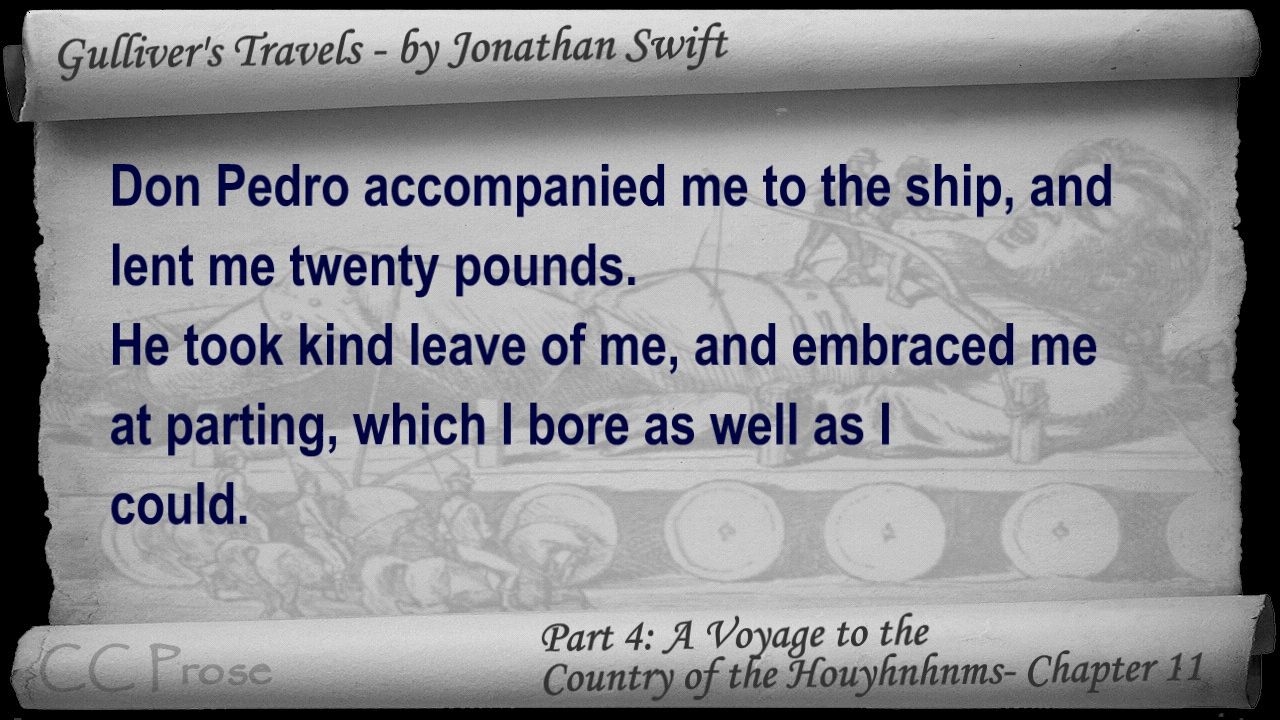 Gulliver's Travels - by Jonathan Swift
Don Pedro accompanied me to the ship, and
lent me twenty pounds.
He took kind leave of me, and embraced me
at parting, which I bore as well as I
could.
Part 4: A Voyage to the
Country of the Houyhnhnms- Chapter 11
CC Prose